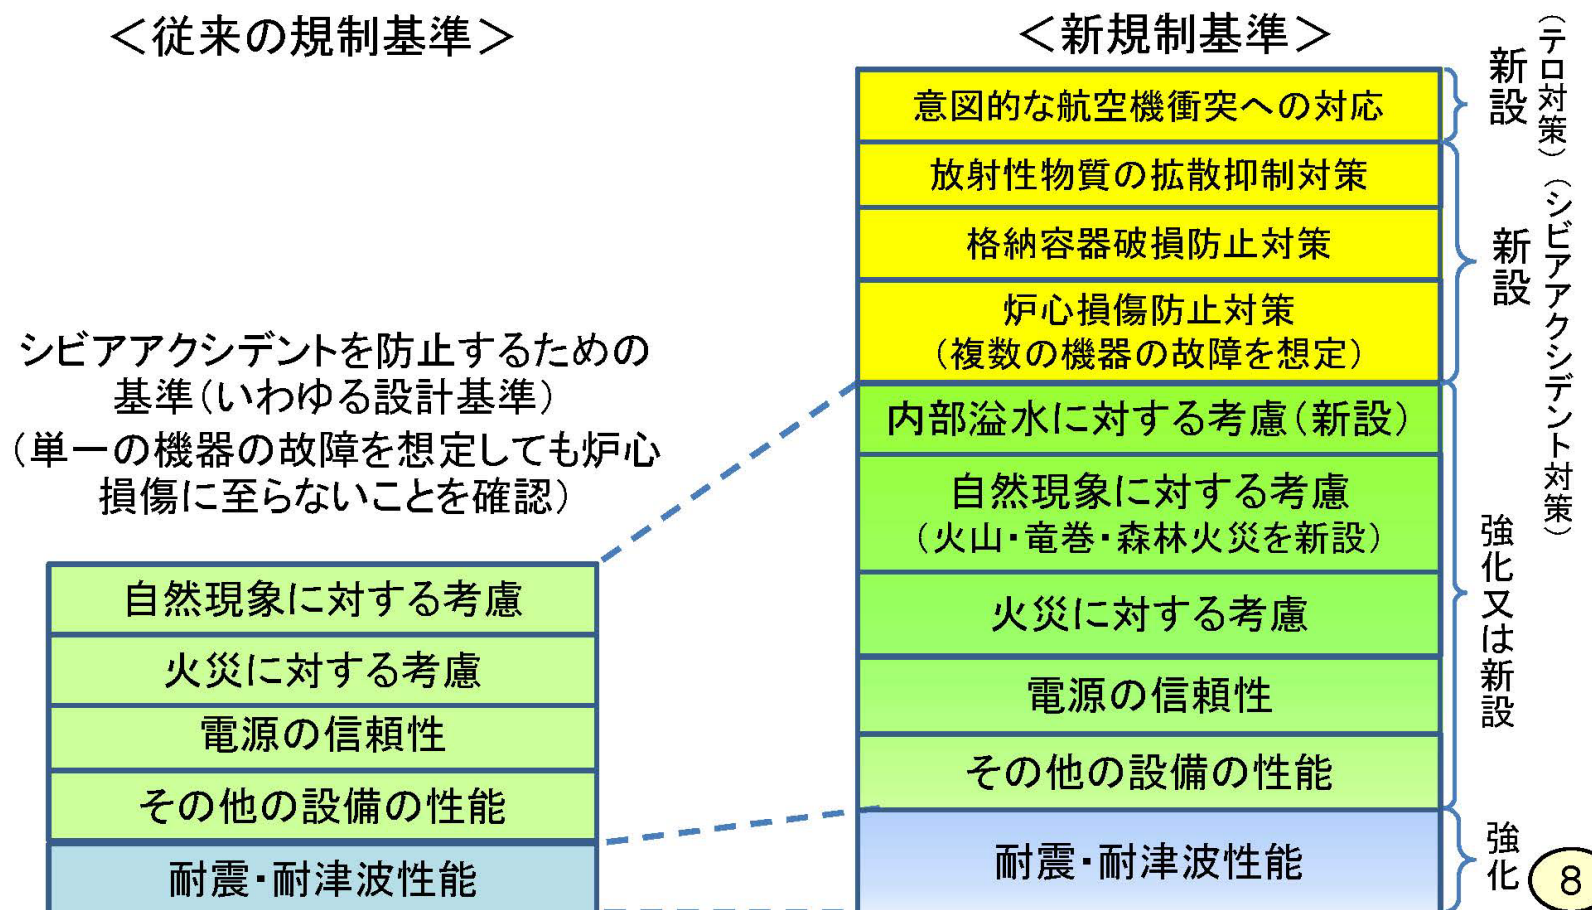 ＜従来の規制基準＞
シビアアクシデントを防止するための
基準(いわゆる設計基準)
(単一の機器の故障を想定しても炉心
損傷に至らないことを確認)
自然現象に対する考慮
火災に対する考慮
電源の信頼性
その他の設備の性能
耐震・耐津波性能
＜新規制基準＞
意図的な航空機衝突への対応
放射性物質の拡散抑制対策
格納容器破損防止対策
炉心損傷防止対策
(複数の機器の故障を想定)
内部溢水に対する考慮(新設)
自然現象に対する考慮
(火山・竜巻・森林火災を新設)
火災に対する考慮
電源の信頼性
その他の設備の性能
耐震・耐津波性能
新設
(テロ対策)
新設
(シビアアクシデント対策)
強化又は新設
強化
8